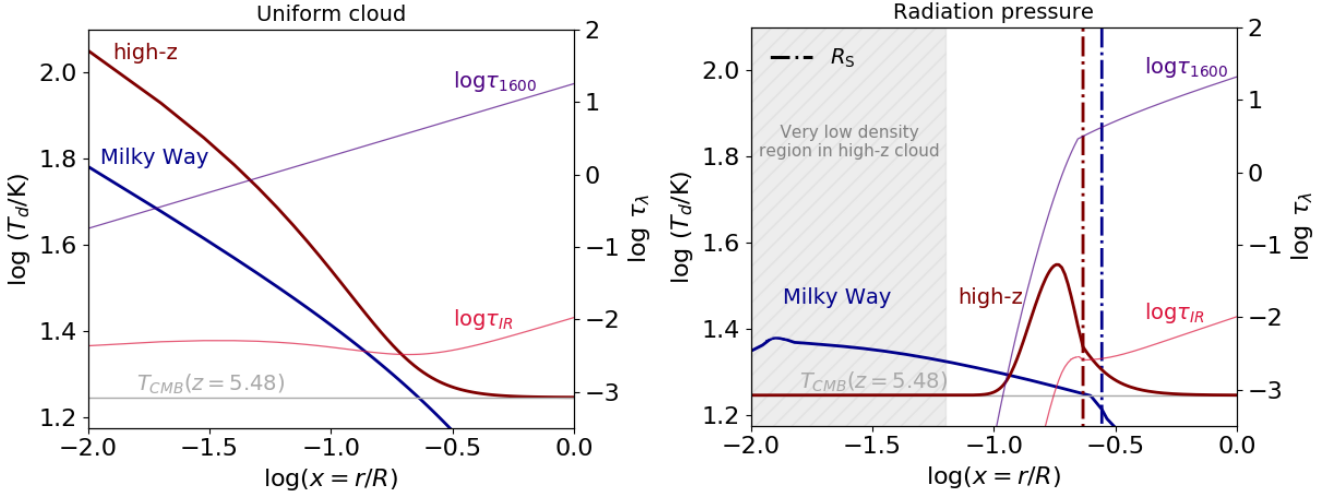 Uniform cloud
high-z
Milky Way
logτ1600
logτIR
TCMB(z = 5.48)
2.0
1.8
1.6
1.4
1.2
log (Td/K)
2
1
0
−1
−2
−3
log τλ
−2.0 −1.5 −1.0 −0.5 0.0
log(x = r/R)
Radiation pressure
RS
logτ1600
Very low density
region in high-z cloud
Milky Way
high-z
logτIR
TCMB(z = 5.48)
2.0
1.8
1.6
1.4
1.2
log (Td/K)
2
1
0
−1
−2
−3
log τλ
−2.0 −1.5 −1.0 −0.5 0.0
log(x = r/R)